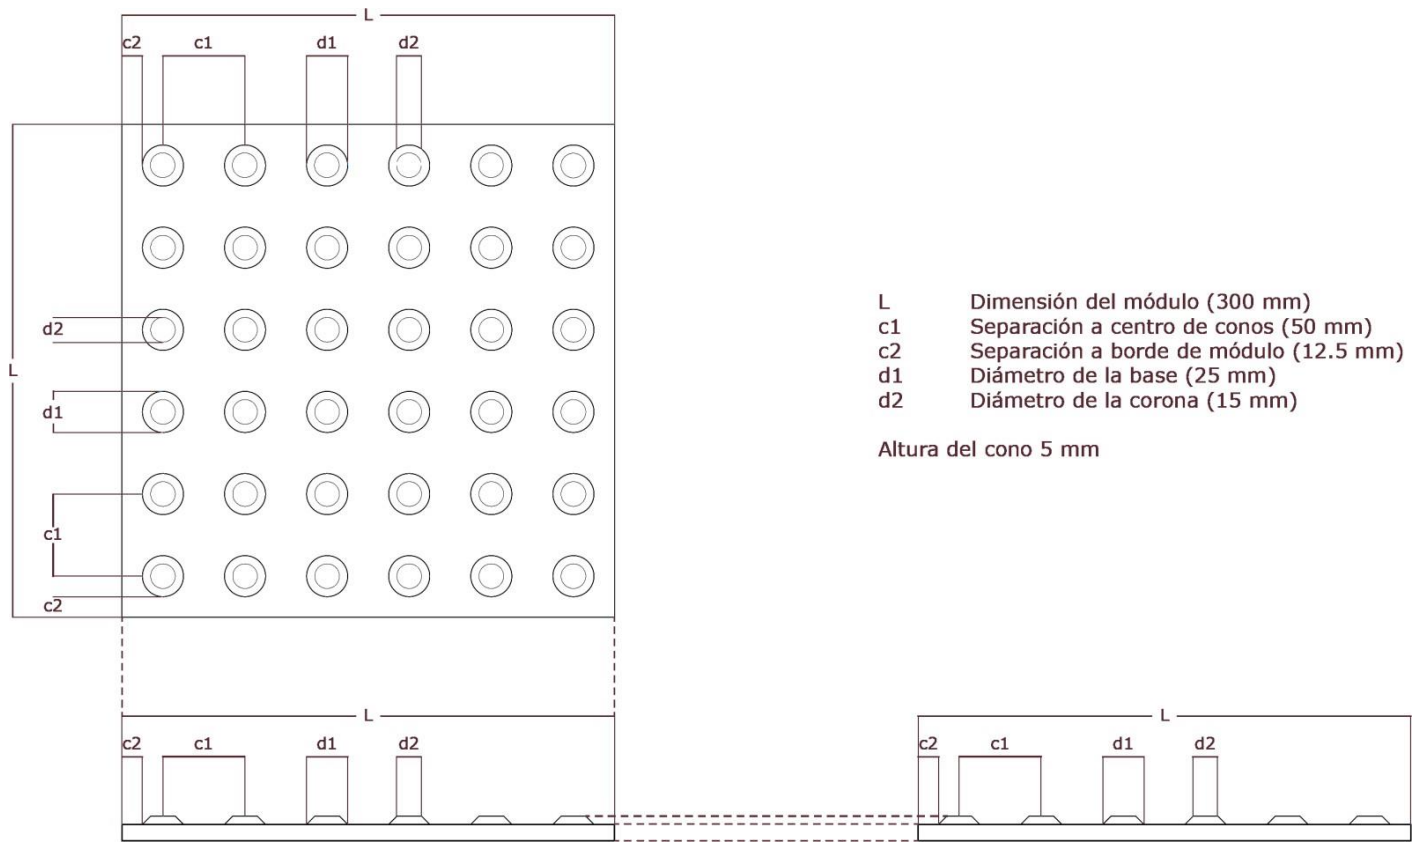 L
c2 c1 d1 d2
d2
L
d1
c1
c2
L Dimensión del módulo (300 mm)
c1 Separación a centro de conos (50 mm)
c2 Separación a borde de módulo (12.5 mm)
d1 Diámetro de la base (25 mm)
d2 Diámetro de la corona (15 mm)
Altura del cono 5 mm
L
c2 c1 d1 d2
L
c2 c1 d1 d2